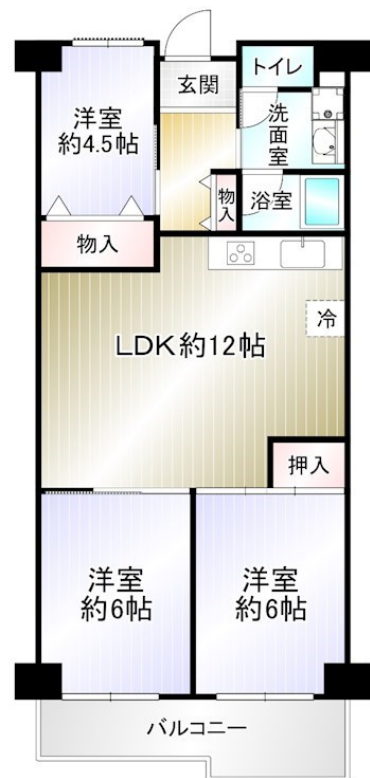 トイレ
玄関
洋室
約4.5帖
洗面室
物入
浴室
物入
LDK約12帖
冷
押入
洋室
約6帖
洋室
約6帖
バルコニー